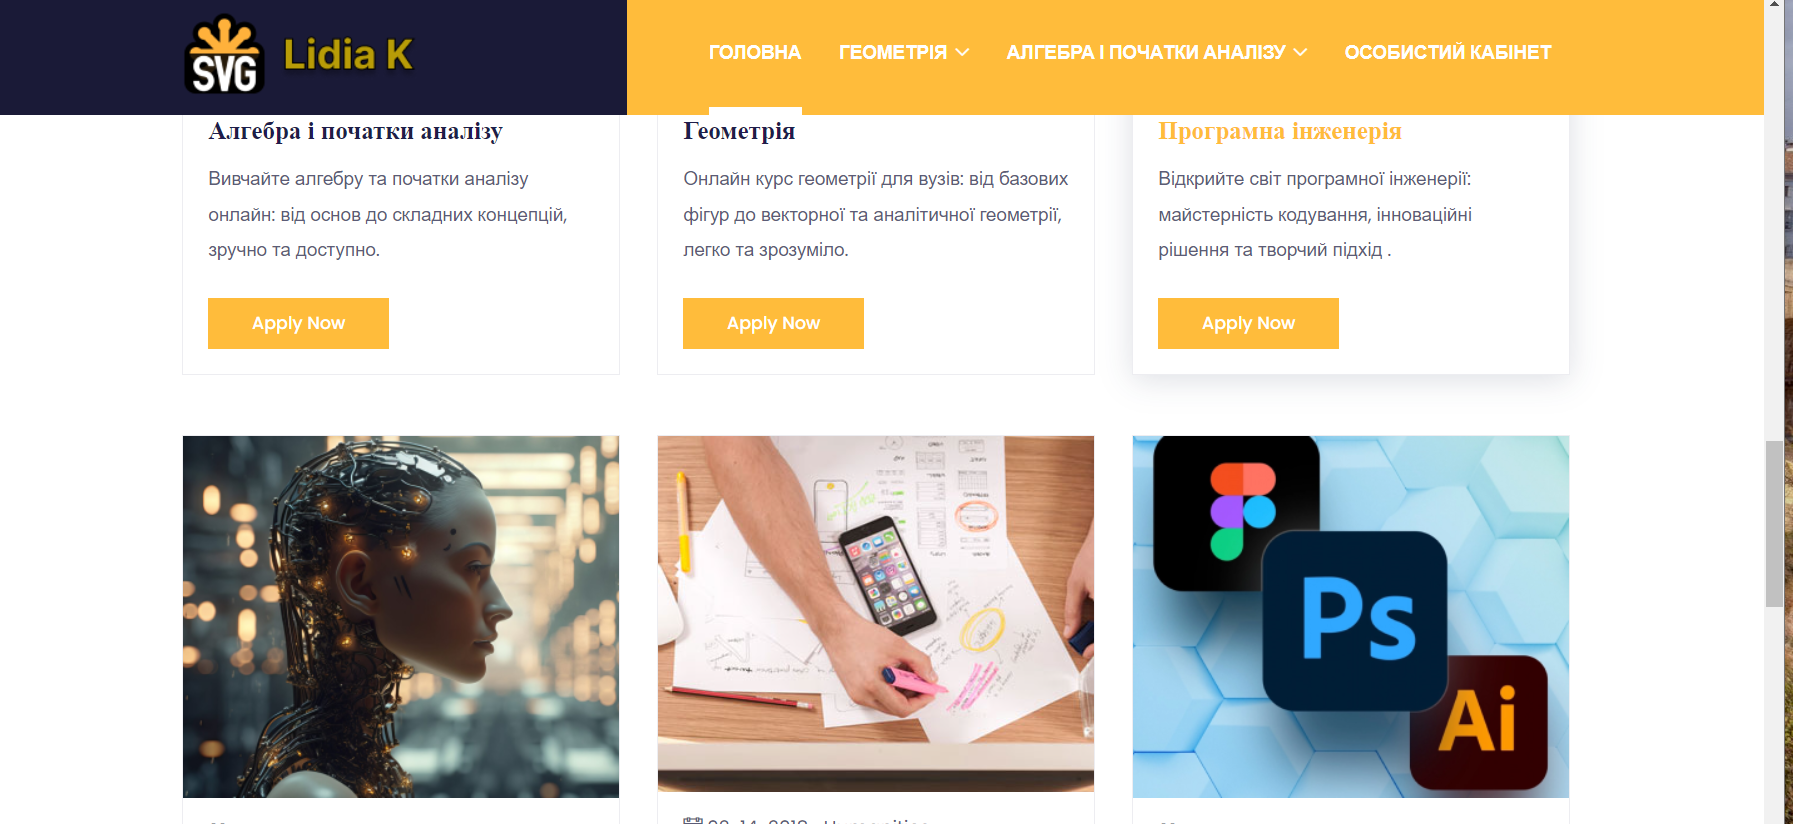 SVG
Lidia K
ГОЛОВНА ГЕОМЕТРІЯ АЛГЕБРА І ПОЧАТКИ АНАЛІЗУ ОСОБИСТИЙ КАБІНЕТ
Алгебра і початки аналізу
Вивчайте алгебру та початки аналізу
онлайн: від основ до складних концепцій,
зручно та доступно.
Apply Now
Геометрія
Онлайн курс геометрії для вузів: від базових
фігур до векторної та аналітичної геометрії,
легко та зрозуміло.
Apply Now
Програмна інженерія
Відкрийте світ програмної інженерії:
майстерність кодування, інноваційні
рішення та творчий підхід .
Apply Now
Ps
Ai